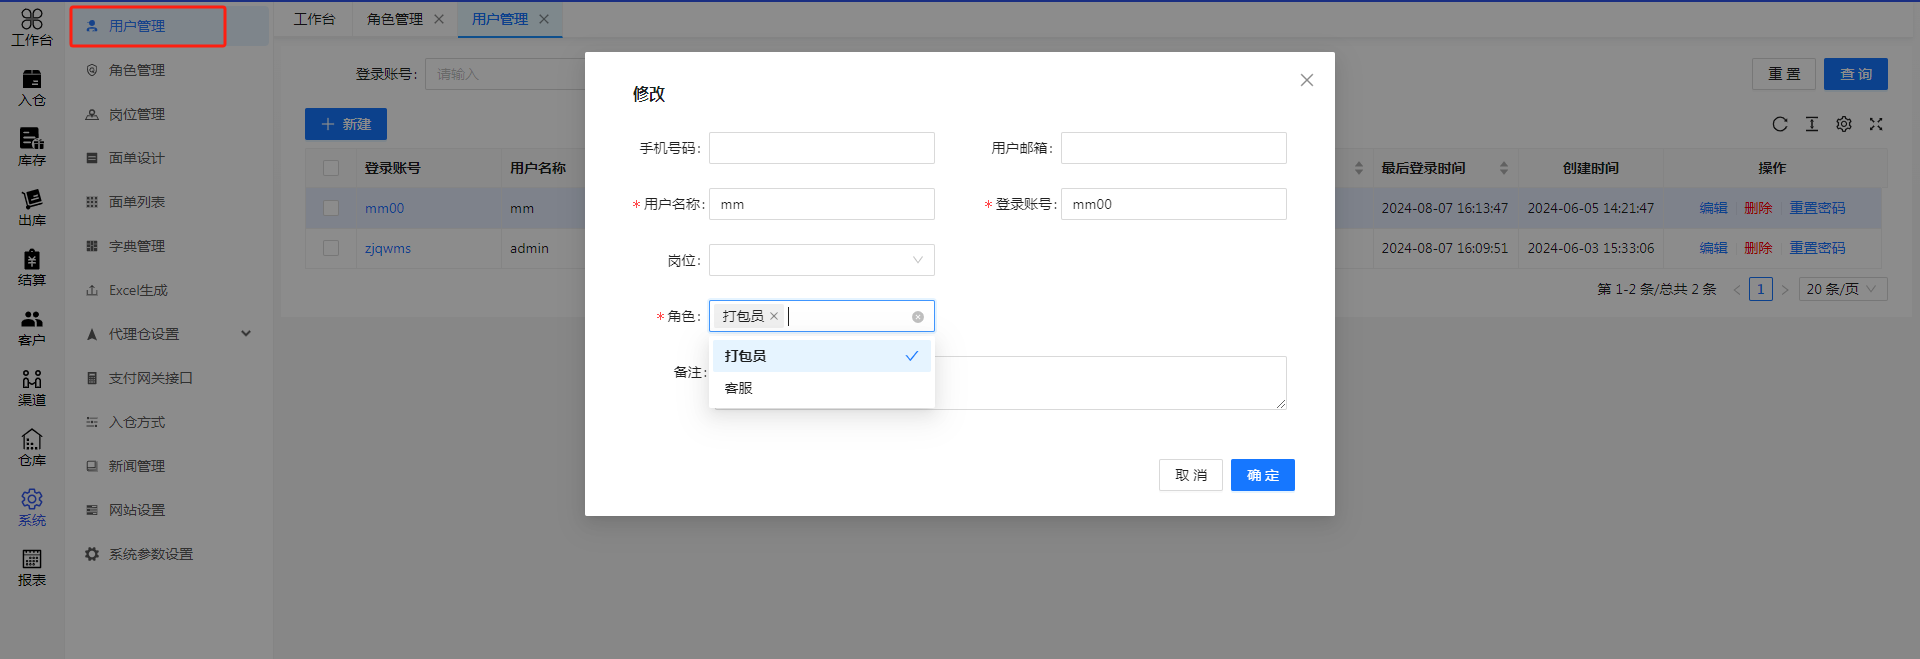 工作台
入仓
库存
出库
结算
客户
渠道
仓库
系统
报表
用户管理
角色管理
岗位管理
面单设计
面单列表
字典管理
Excel生成
代理仓设置
支付网关接口
入仓方式
新闻管理
网站设置
系统参数设置
工作台 角色管理 用户管理
登录账号: 请输入
重 置 查 询
新建
登录账号 用户名称 最后登录时间 创建时间 操作
mm00 mm 2024-08-07 16:13:47 2024-06-05 14:21:47 编辑 删除 重置密码
zjqwms admin 2024-08-07 16:09:51 2024-06-03 15:33:06 编辑 删除 重置密码
第 1-2 条/总共 2 条 < 1 > 20 条/页
修改
手机号码: 用户邮箱:
* 用户名称: mm * 登录账号: mm00
岗位:
* 角色: 打包员
打包员
客服
备注:
取 消 确 定